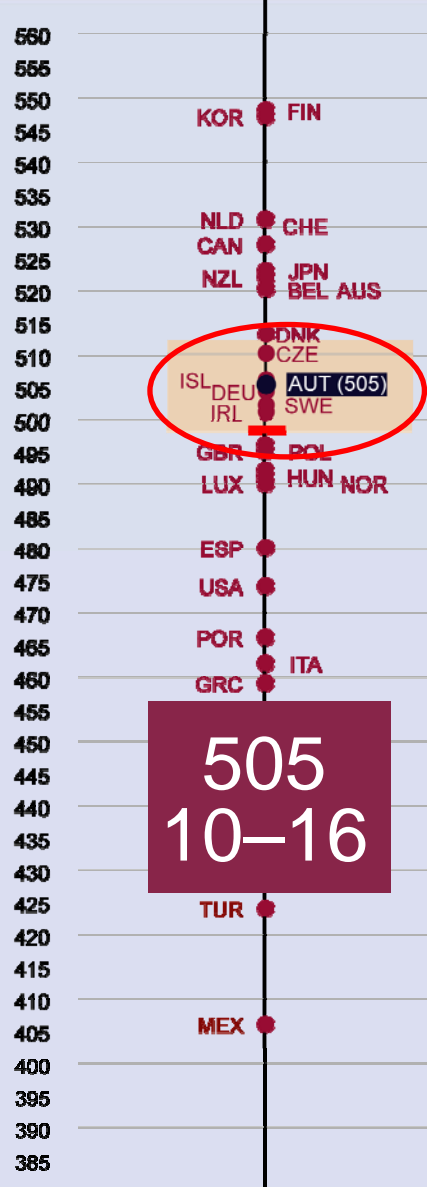 560
555
550
KOR FIN
545
540
535
NLD CHE
530
CAN
525
NZL JPN
520
BEL AUS
515
DNK
510
CZE
ISL DEU AUT (505)
505
IRL SWE
500
495
GBR POL
490
LUX HUN NOR
485
480
ESP
475
USA
470
465
POR
ITA
460
GRC
455
450
505
445
440
10–16
435
430
425
TUR
420
415
410
405
MEX
400
395
390
385